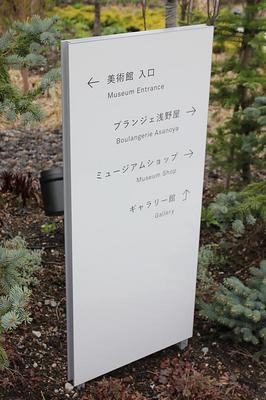 ← 美術館 入口
Museum Entrance
ブランジェ浅野屋 →
Boulangerie Asanoya
ミュージアムショップ →
Museum Shop
ギャラリー館 ↱
Gallery